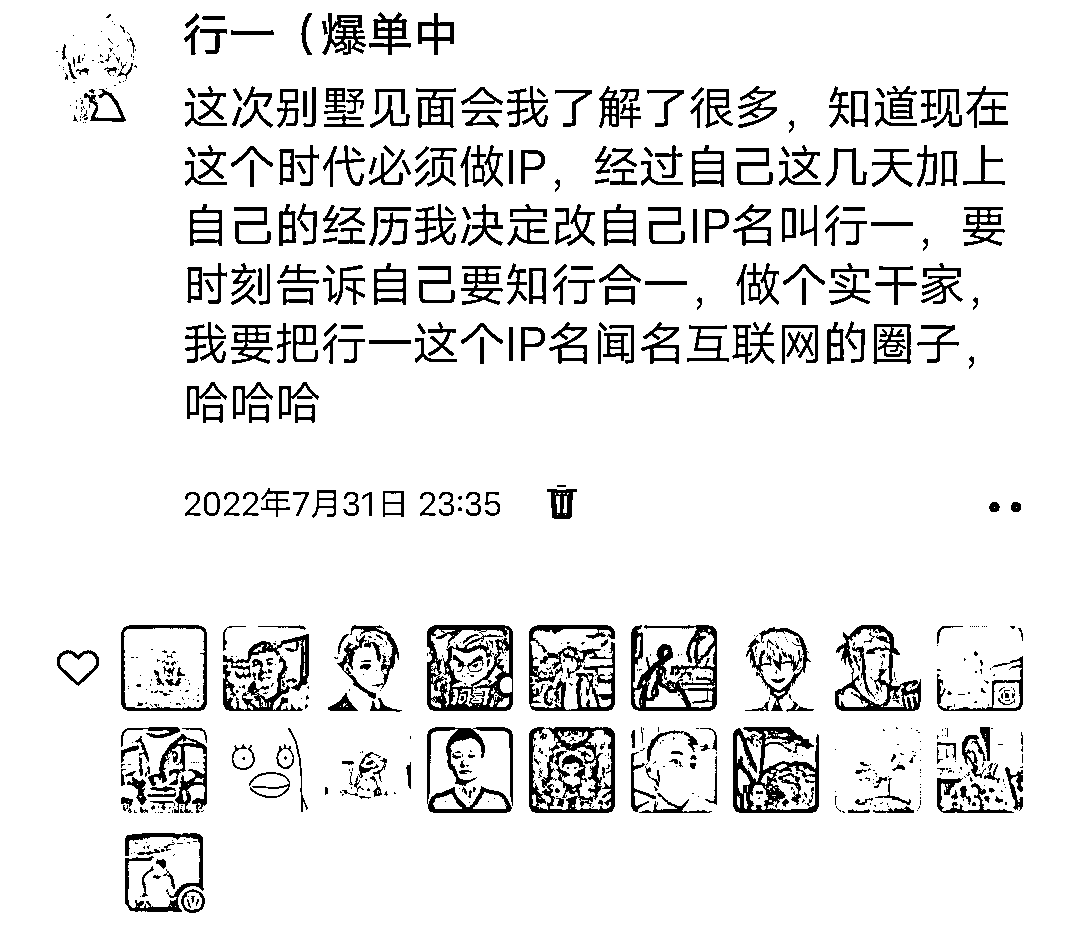 行一（爆单中
这次别墅见面会我了解了很多，知道现在
这个时代必须做IP，经过自己这几天加上
自己的经历我决定改自己IP名叫行一，要
时刻告诉自己要知行合一，做个实干家，
我要把行一这个IP名闻名互联网的圈子，
哈哈哈
2022年7月31日 23:35